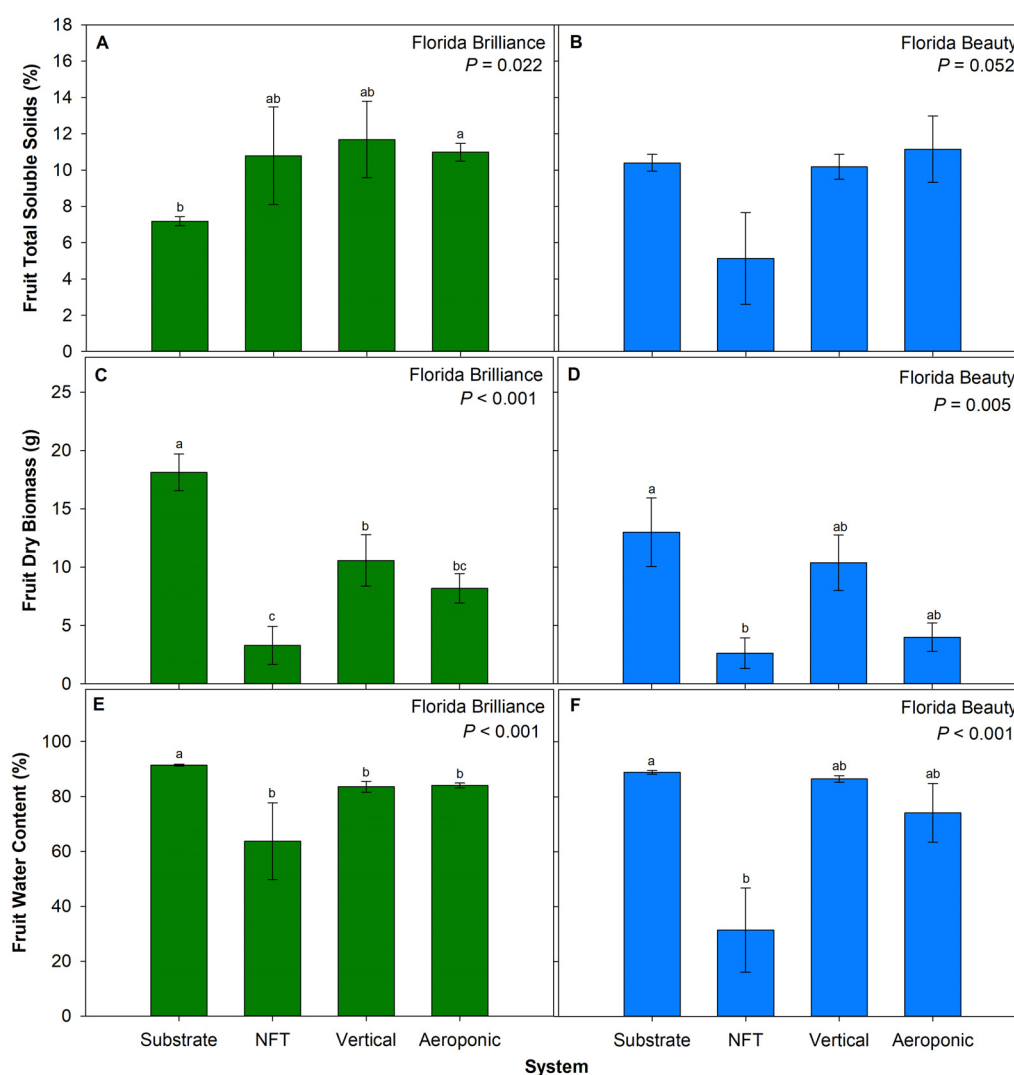 A
Florida Brilliance
P = 0.022
B
Florida Beauty
P = 0.052
Fruit Total Soluble Solids (%)
18
16
14
12
10
8
6
4
2
0
b
ab
ab
a
C
Florida Brilliance
P < 0.001
D
Florida Beauty
P = 0.005
Fruit Dry Biomass (g)
25
20
15
10
5
0
a
c
b
bc
a
b
ab
ab
E
Florida Brilliance
P < 0.001
F
Florida Beauty
P < 0.001
Fruit Water Content (%)
100
80
60
40
20
0
a
b
b
b
a
b
ab
ab
Substrate NFT Vertical Aeroponic
Substrate NFT Vertical Aeroponic
System